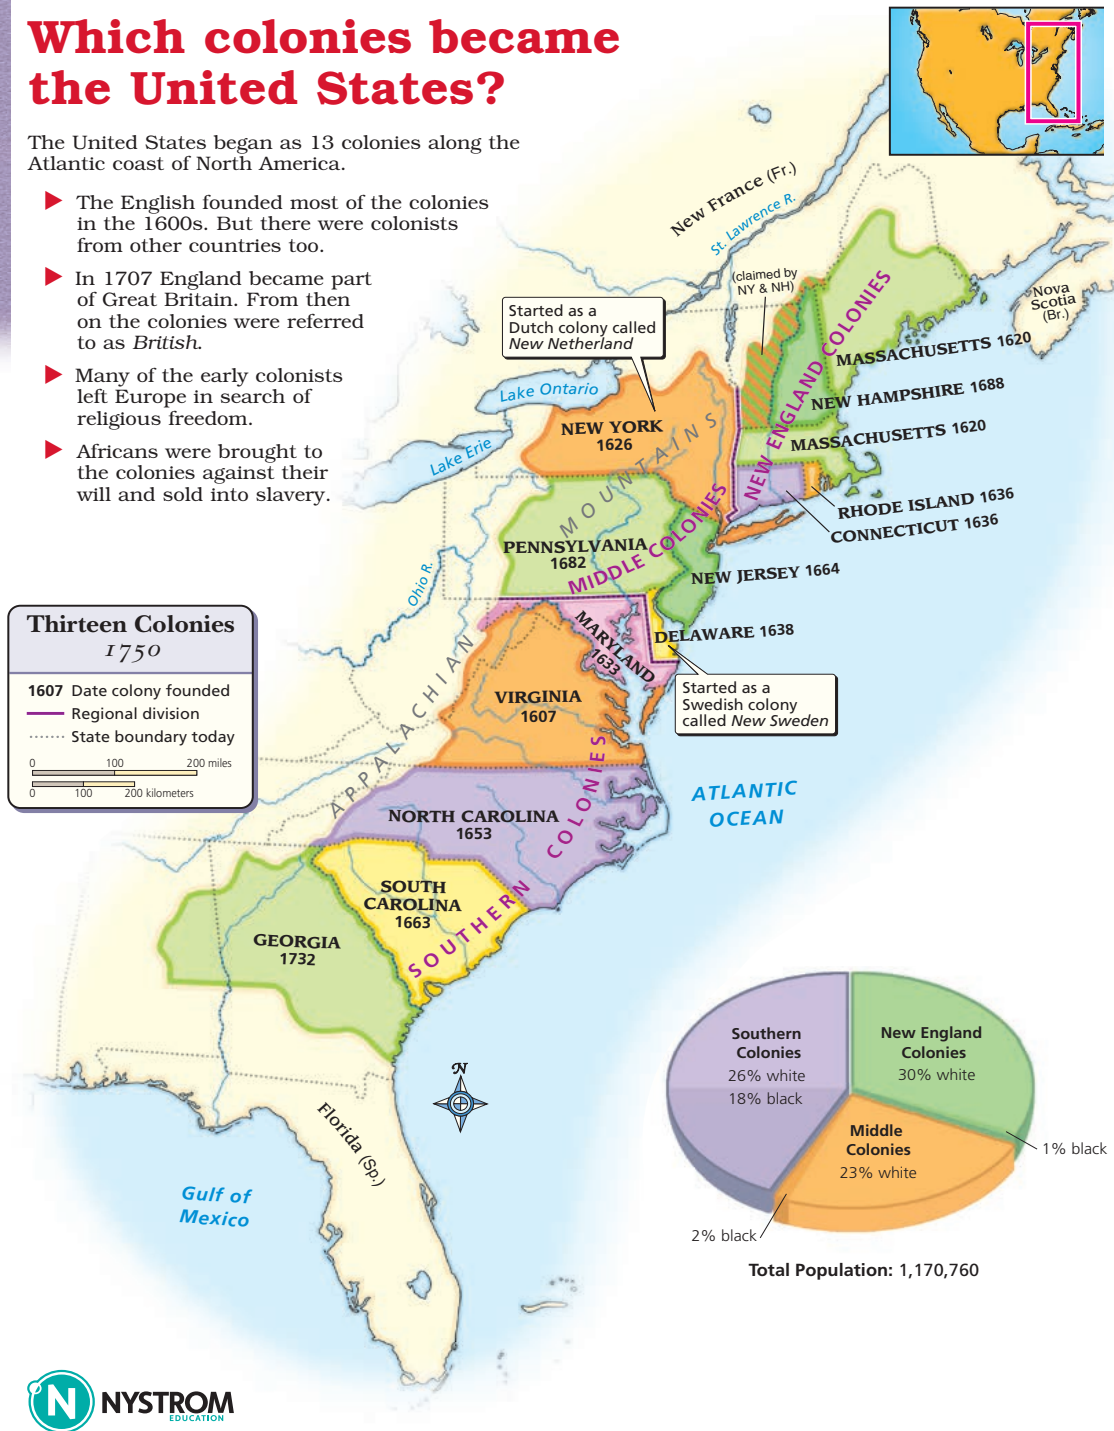 Which colonies became
the United States?
The United States began as 13 colonies along the
Atlantic coast of North America.
▶ The English founded most of the colonies
in the 1600s. But there were colonists
from other countries too.
▶ In 1707 England became part
of Great Britain. From then
on the colonies were referred
to as British.
▶ Many of the early colonists
left Europe in search of
religious freedom.
▶ Africans were brought to
the colonies against their
will and sold into slavery.
New France (Fr.)
St. Lawrence R.
(claimed by
NY & NH)
Nova
Scotia
(Br.)
Started as a
Dutch colony called
New Netherland
Lake Ontario
Lake Erie
NEW YORK
1626
NEW ENGLAND COLONIES
MASSACHUSETTS 1620
NEW HAMPSHIRE 1688
MASSACHUSETTS 1620
RHODE ISLAND 1636
CONNECTICUT 1636
APPALACHIAN MOUNTAINS
PENNSYLVANIA
1682
MIDDLE COLONIES
NEW JERSEY 1664
Ohio R.
MARYLAND
1633
DELAWARE 1638
Started as a
Swedish colony
called New Sweden
VIRGINIA
1607
Thirteen Colonies
1750
1607 Date colony founded
Regional division
State boundary today
0 100 200 miles
0 100 200 kilometers
NORTH CAROLINA
1653
SOUTHERN COLONIES
ATLANTIC
OCEAN
SOUTH
CAROLINA
1663
GEORGIA
1732
N
Florida (Sp.)
Gulf of
Mexico
Southern
Colonies
26% white
18% black
New England
Colonies
30% white
1% black
Middle
Colonies
23% white
2% black
Total Population: 1,170,760
N NYSTROM
EDUCATION